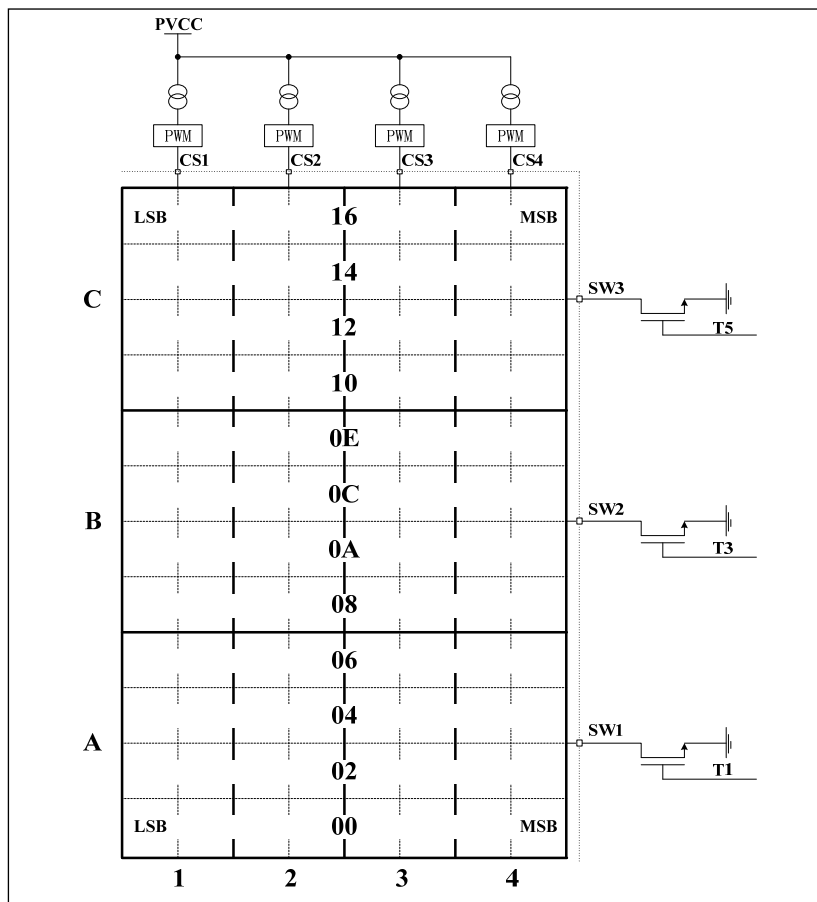 PVCC
PWM PWM PWM PWM
CS1 CS2 CS3 CS4
LSB 16 MSB
14
C SW3
12 T5
10
0E
0C
B SW2
0A T3
08
06
04
A SW1
02 T1
LSB 00 MSB
1 2 3 4